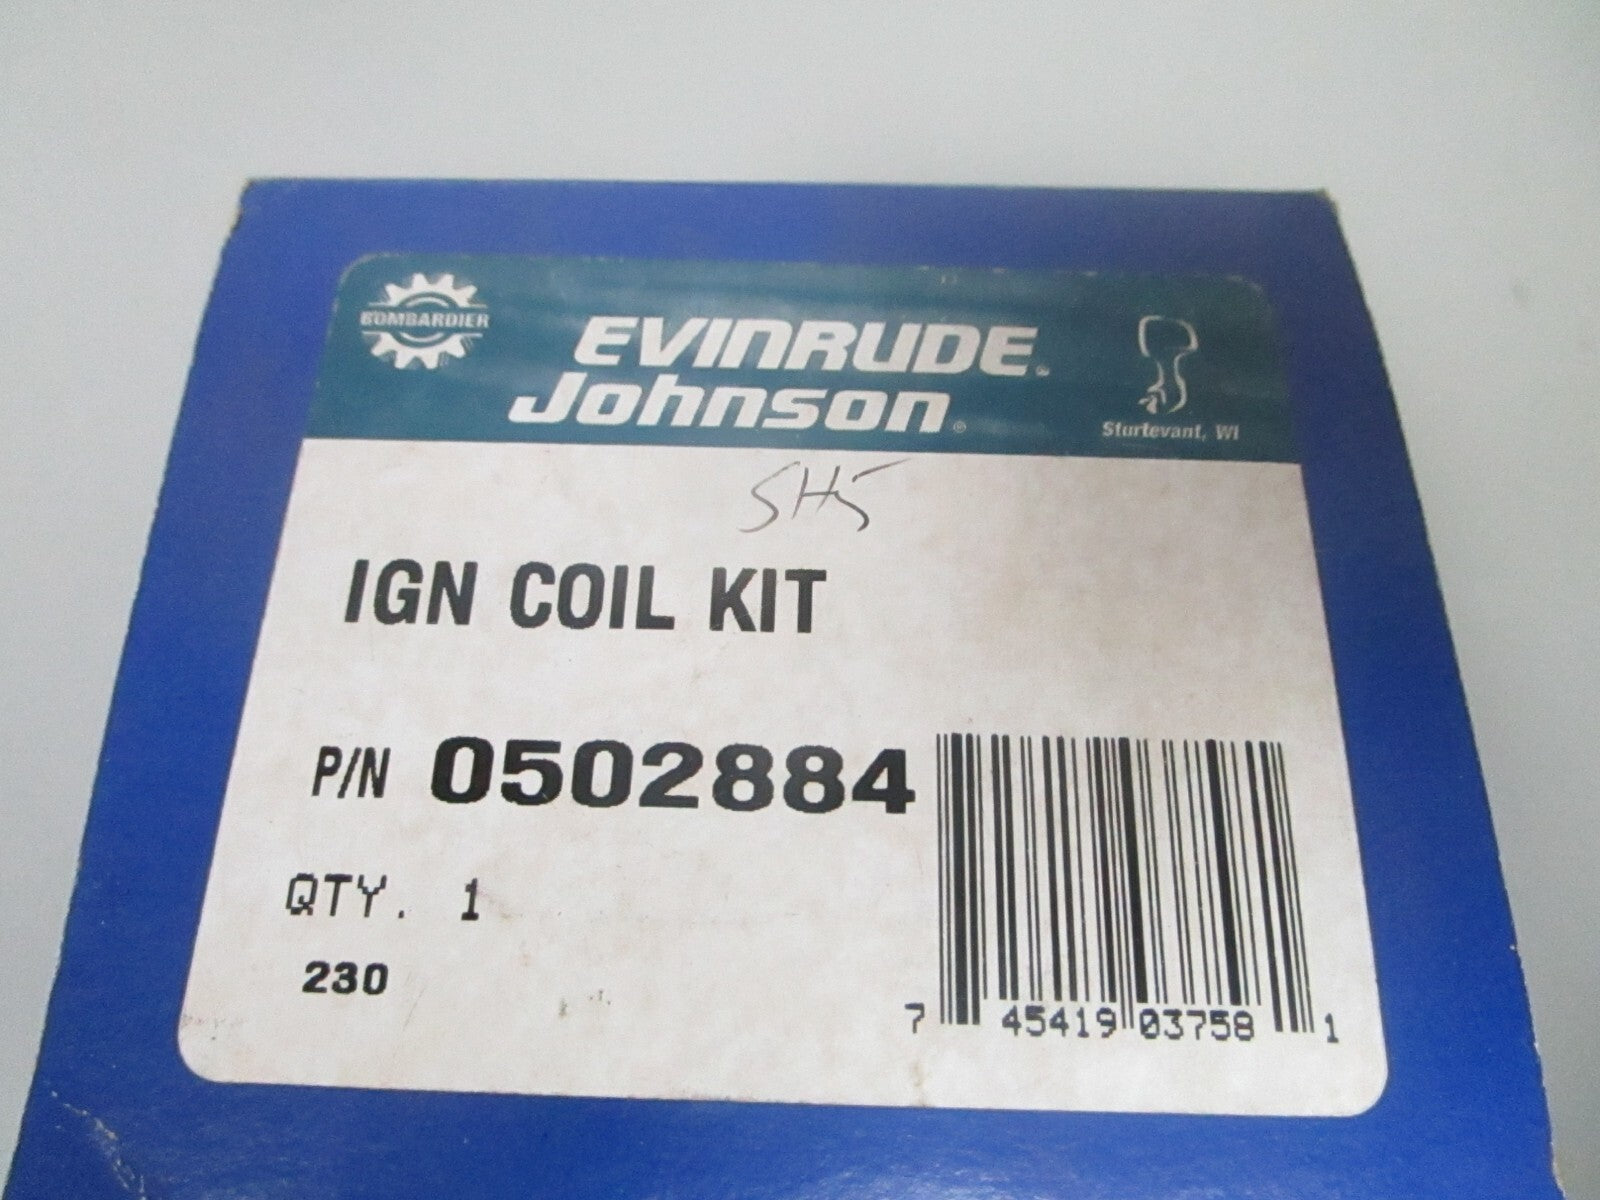 BOMBARDIER
EVINRUDE®
Johnson®
Sturtevant, WI
SH5
IGN COIL KIT
P/N 0502884
QTY. 1
230
7 45419 03758 1